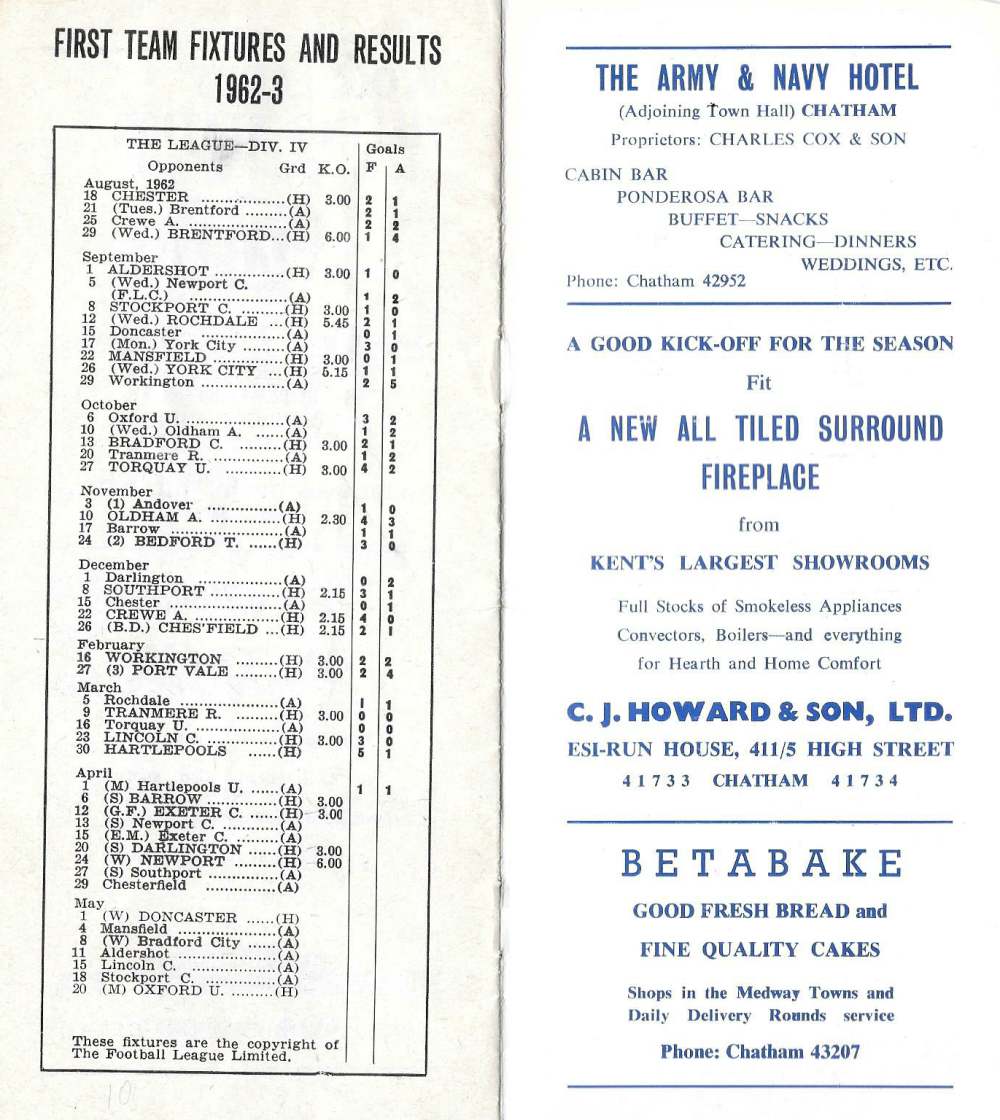 FIRST TEAM FIXTURES AND RESULTS
1962-3
THE LEAGUE—DIV. IV Goals
Opponents Grd K.O. F A
August, 1962
18 CHESTER ................(H) 3.00 2 1
21 (Tues.) Brentford .........(A) 2 1
25 Crewe A. ....................(A) 2 2
29 (Wed.) BRENTFORD...(H) 6.00 1 4
September
1 ALDERSHOT ...............(H) 3.00 1 0
5 (Wed.) Newport C.
(F.L.C.) .....................(A) 1 2
8 STOCKPORT C. .........(H) 3.00 1 0
12 (Wed.) ROCHDALE ...(H) 5.45 2 1
15 Doncaster ..................(A) 0 1
17 (Mon.) York City .........(A) 3 0
22 MANSFIELD ...............(H) 3.00 0 1
26 (Wed.) YORK CITY ...(H) 5.15 1 1
29 Workington ..................(A) 2 5
October
6 Oxford U. .....................(A) 3 2
10 (Wed.) Oldham A. ......(A) 1 2
13 BRADFORD C. .........(H) 3.00 2 1
20 Tranmere R. ...............(A) 1 2
27 TORQUAY U. ............(H) 3.00 4 2
November
3 (1) Andover ...............(A) 1 0
10 OLDHAM A. ...............(H) 2.30 4 3
17 Barrow ........................(A) 1 1
24 (2) BEDFORD T. ......(H) 3 0
December
1 Darlington ..................(A) 0 2
8 SOUTHPORT ...............(H) 2.15 3 1
15 Chester ........................(A) 0 1
22 CREWE A. ..................(H) 2.15 4 0
26 (B.D.) CHES'FIELD ...(H) 2.15 2 1
February
16 WORKINGTON .........(H) 3.00 2 2
27 (3) PORT VALE .........(H) 3.00 2 4
March
5 Rochdale .....................(A) 1 1
9 TRANMERE R. .........(H) 3.00 0 0
16 Torquay U. ..................(A) 0 0
23 LINCOLN C. ...............(H) 3.00 3 0
30 HARTLEPOOLS ......(H) 5 1
April
1 (M) Hartlepools U. ......(A) 1 1
6 (S) BARROW ...............(H) 3.00
12 (G.F.) EXETER C. ......(H) 3.00
13 (S) Newport C. ............(A)
15 (E.M.) Exeter C. .........(A)
20 (S) DARLINGTON ......(H) 3.00
24 (W) NEWPORT .........(H) 6.00
27 (S) Southport ...............(A)
29 Chesterfield ...............(A)
May
1 (W) DONCASTER ......(H)
4 Mansfield .....................(A)
8 (W) Bradford City ......(A)
11 Aldershot .....................(A)
15 Lincoln C. ..................(A)
18 Stockport C. ...............(A)
20 (M) OXFORD U. .........(H)
These fixtures are the copyright of
The Football League Limited.
10
THE ARMY & NAVY HOTEL
(Adjoining Town Hall) CHATHAM
Proprietors: CHARLES COX & SON
CABIN BAR
PONDEROSA BAR
BUFFET—SNACKS
CATERING—DINNERS
WEDDINGS, ETC.
Phone: Chatham 42952
A GOOD KICK-OFF FOR THE SEASON
Fit
A NEW ALL TILED SURROUND
FIREPLACE
from
KENT'S LARGEST SHOWROOMS
Full Stocks of Smokeless Appliances
Convectors, Boilers—and everything
for Hearth and Home Comfort
C. J. HOWARD & SON, LTD.
ESI-RUN HOUSE, 411/5 HIGH STREET
41733 CHATHAM 41734
BETABAKE
GOOD FRESH BREAD and
FINE QUALITY CAKES
Shops in the Medway Towns and
Daily Delivery Rounds service
Phone: Chatham 43207